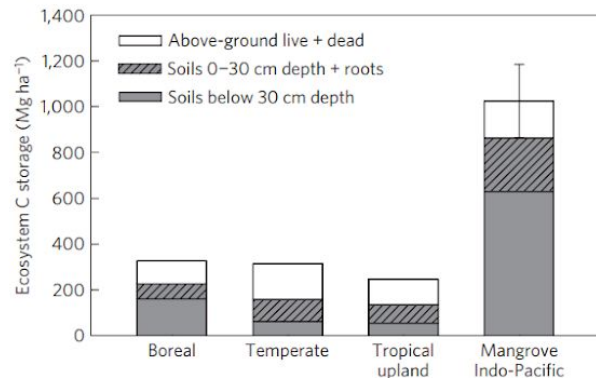 1,400
1,200
1,000
800
600
400
200
0
Ecosystem C storage (Mg ha⁻¹)
Above-ground live + dead
Soils 0–30 cm depth + roots
Soils below 30 cm depth
Boreal
Temperate
Tropical
upland
Mangrove
Indo-Pacific